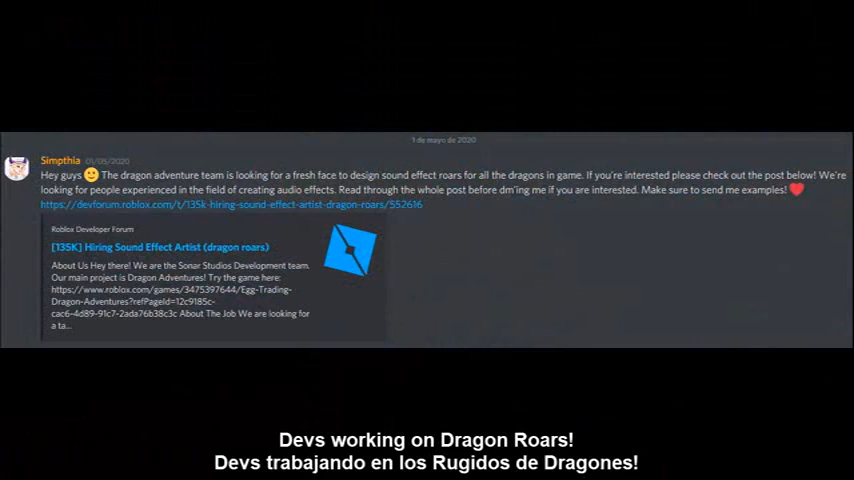 1 de mayo de 2020
Simpthia 01/05/2020
Hey guys 🙂 The dragon adventure team is looking for a fresh face to design sound effect roars for all the dragons in game. If you're interested please check out the post below! We're
looking for people experienced in the field of creating audio effects. Read through the whole post before dm'ing me if you are interested. Make sure to send me examples! ❤️
https://devforum.roblox.com/t/135k-hiring-sound-effect-artist-dragon-roars/552616
Roblox Developer Forum
[135K] Hiring Sound Effect Artist (dragon roars)
About Us Hey there! We are the Sonar Studios Development team.
Our main project is Dragon Adventures! Try the game here:
https://www.roblox.com/games/3475397644/Egg-Trading-
Dragon-Adventures?refPageId=12c9185c-
cac6-4d89-91c7-2ada76b38c3c About The Job We are looking for
a ta...
Devs working on Dragon Roars!
Devs trabajando en los Rugidos de Dragones!